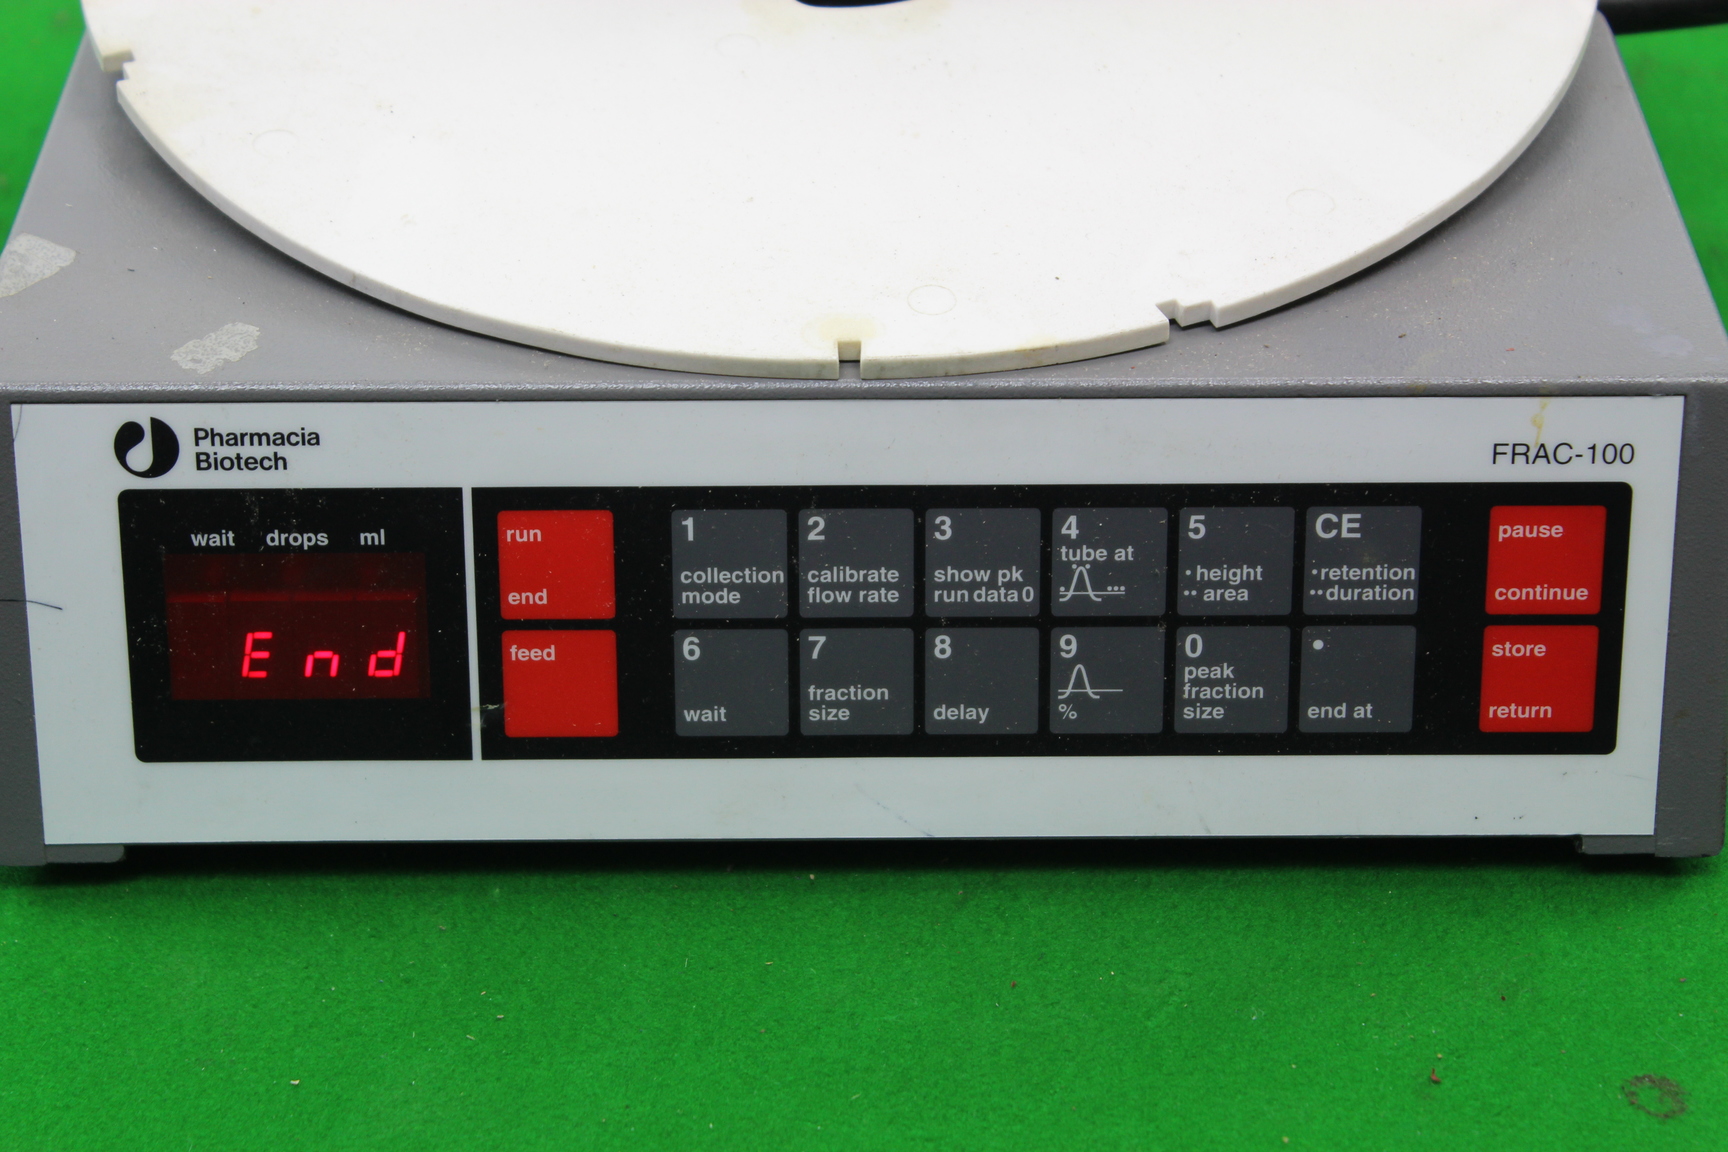 Pharmacia
Biotech
FRAC-100
wait drops ml
End
run
end
feed
1
collection
mode
2
calibrate
flow rate
3
show pk
run data 0
4
tube at
5
• height
•• area
CE
•retention
••duration
pause
continue
6
wait
7
fraction
size
8
delay
9
%
0
peak
fraction
size
•
end at
store
return